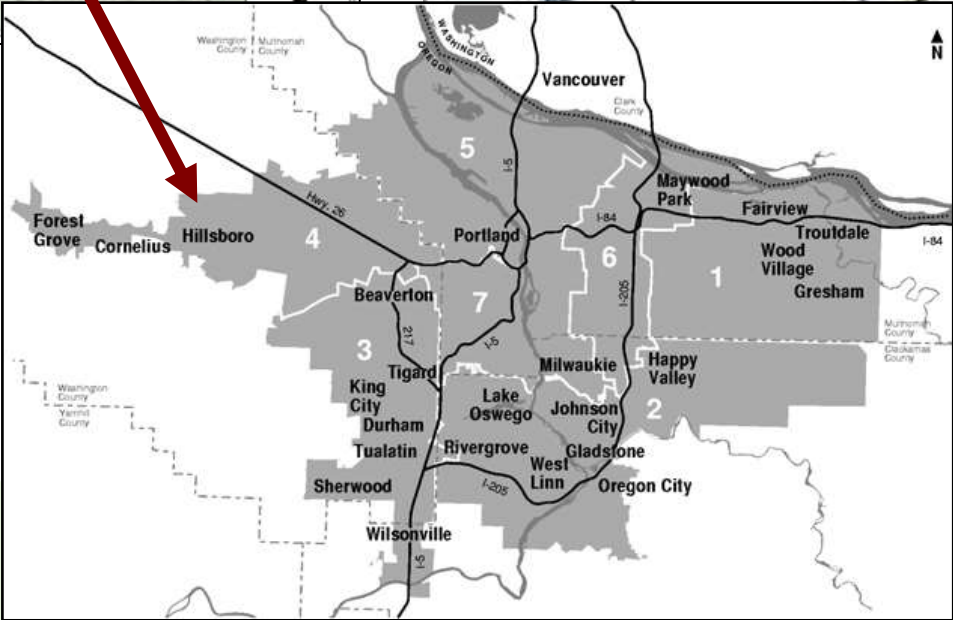 WASHINGTON
OREGON
N
Washington County
Multnomah County
Vancouver
Clark County
5
I-5
Maywood
Park
Hwy. 26
I-84
Fairview
Forest
Grove
Cornelius
Hillsboro
4
Portland
Troutdale
I-84
6
Wood
Village
1
Gresham
Beaverton
7
I-205
217
I-5
Multnomah
County
Clackamas
County
3
Tigard
Milwaukie
Happy
Valley
Washington
County
Yamhill
County
King
City
Lake
Oswego
Johnson
City
2
Durham
Tualatin
Rivergrove
Gladstone
West
Linn
Sherwood
I-205
Oregon City
Wilsonville
I-5